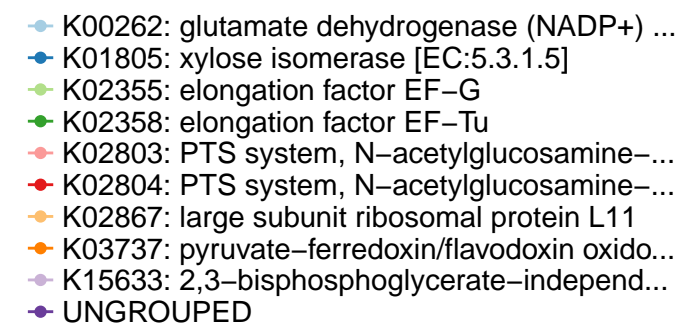 K00262: glutamate dehydrogenase (NADP+) ...
K01805: xylose isomerase [EC:5.3.1.5]
K02355: elongation factor EF−G
K02358: elongation factor EF−Tu
K02803: PTS system, N−acetylglucosamine−...
K02804: PTS system, N−acetylglucosamine−...
K02867: large subunit ribosomal protein L11
K03737: pyruvate−ferredoxin/flavodoxin oxido...
K15633: 2,3−bisphosphoglycerate−independ...
UNGROUPED